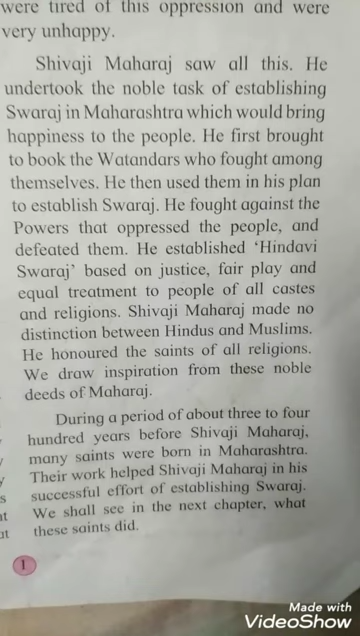 were tired of this oppression and were
very unhappy.
Shivaji Maharaj saw all this. He
undertook the noble task of establishing
Swaraj in Maharashtra which would bring
happiness to the people. He first brought
to book the Watandars who fought among
themselves. He then used them in his plan
to establish Swaraj. He fought against the
Powers that oppressed the people, and
defeated them. He established ‘Hindavi
Swaraj’ based on justice, fair play and
equal treatment to people of all castes
and religions. Shivaji Maharaj made no
distinction between Hindus and Muslims.
He honoured the saints of all religions.
We draw inspiration from these noble
deeds of Maharaj.
During a period of about three to four
hundred years before Shivaji Maharaj,
many saints were born in Maharashtra.
Their work helped Shivaji Maharaj in his
successful effort of establishing Swaraj.
We shall see in the next chapter, what
these saints did.
1
Made with
VideoShow